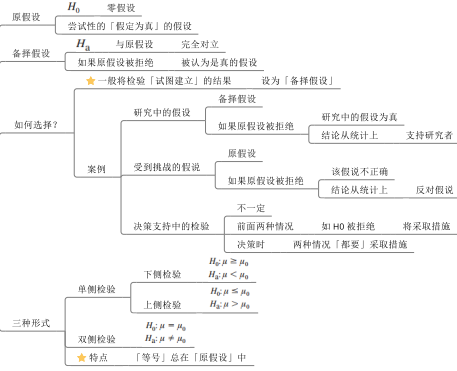 原假设
H₀ 零假设
尝试性的「假定为真」的假设
备择假设
Hₐ 与原假设 完全对立
如果原假设被拒绝 被认为是真的假设
如何选择？
一般将检验「试图建立」的结果 设为「备择假设」
案例
研究中的假设
备择假设
如果原假设被拒绝
研究中的假设为真
结论从统计上 支持研究者
受到挑战的假说
原假设
如果原假设被拒绝
该假说不正确
结论从统计上 反对假说
决策支持中的检验
不一定
前面两种情况 如 H0 被拒绝 将采取措施
决策时 两种情况「都要」采取措施
三种形式
单侧检验
下侧检验
H₀: μ ≥ μ₀
Hₐ: μ < μ₀
上侧检验
H₀: μ ≤ μ₀
Hₐ: μ > μ₀
双侧检验
H₀: μ = μ₀
Hₐ: μ ≠ μ₀
特点 「等号」总在「原假设」中